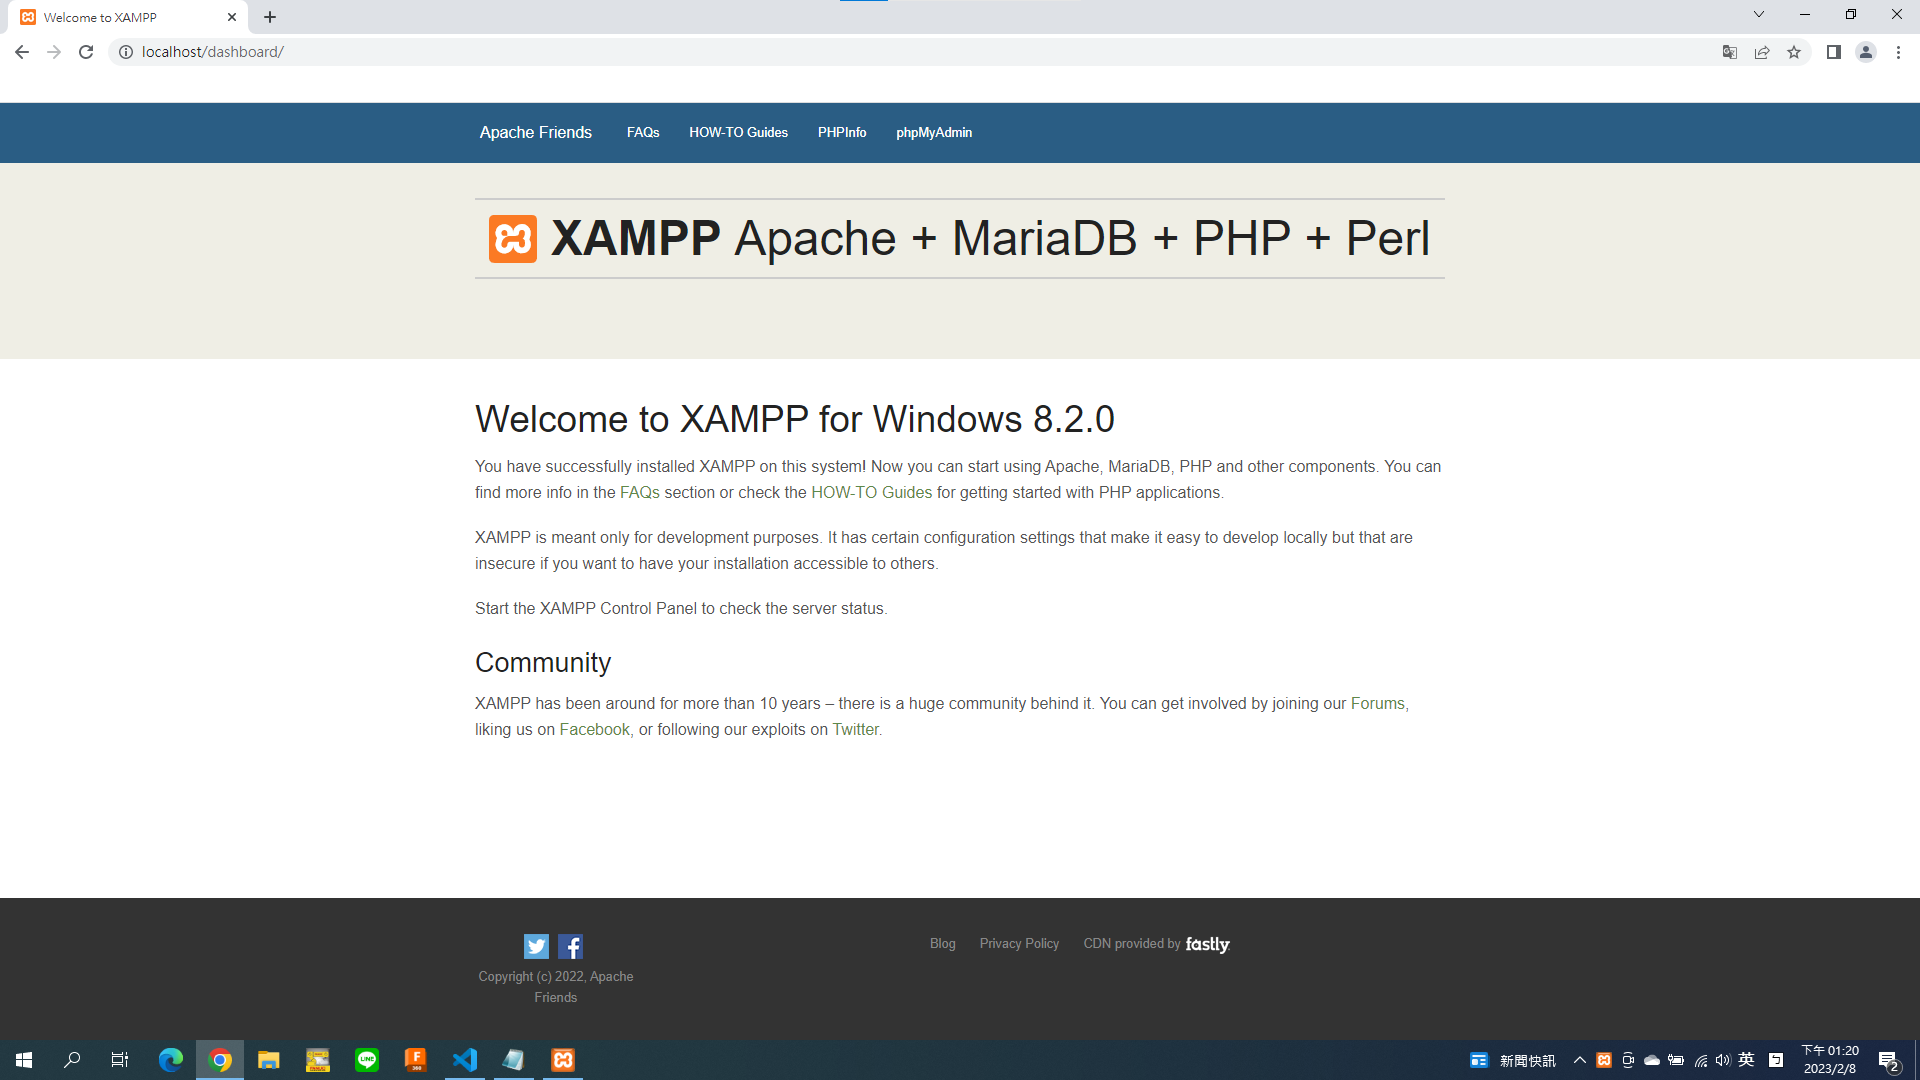 Welcome to XAMPP
localhost/dashboard/
Apache Friends FAQs HOW-TO Guides PHPInfo phpMyAdmin
XAMPP Apache + MariaDB + PHP + Perl
Welcome to XAMPP for Windows 8.2.0
You have successfully installed XAMPP on this system! Now you can start using Apache, MariaDB, PHP and other components. You can
find more info in the FAQs section or check the HOW-TO Guides for getting started with PHP applications.
XAMPP is meant only for development purposes. It has certain configuration settings that make it easy to develop locally but that are
insecure if you want to have your installation accessible to others.
Start the XAMPP Control Panel to check the server status.
Community
XAMPP has been around for more than 10 years – there is a huge community behind it. You can get involved by joining our Forums,
liking us on Facebook, or following our exploits on Twitter.
Blog Privacy Policy CDN provided by fastly
Copyright (c) 2022, Apache
Friends
LINE
F
360
新聞快訊
英
下午 01:20
2023/2/8
2